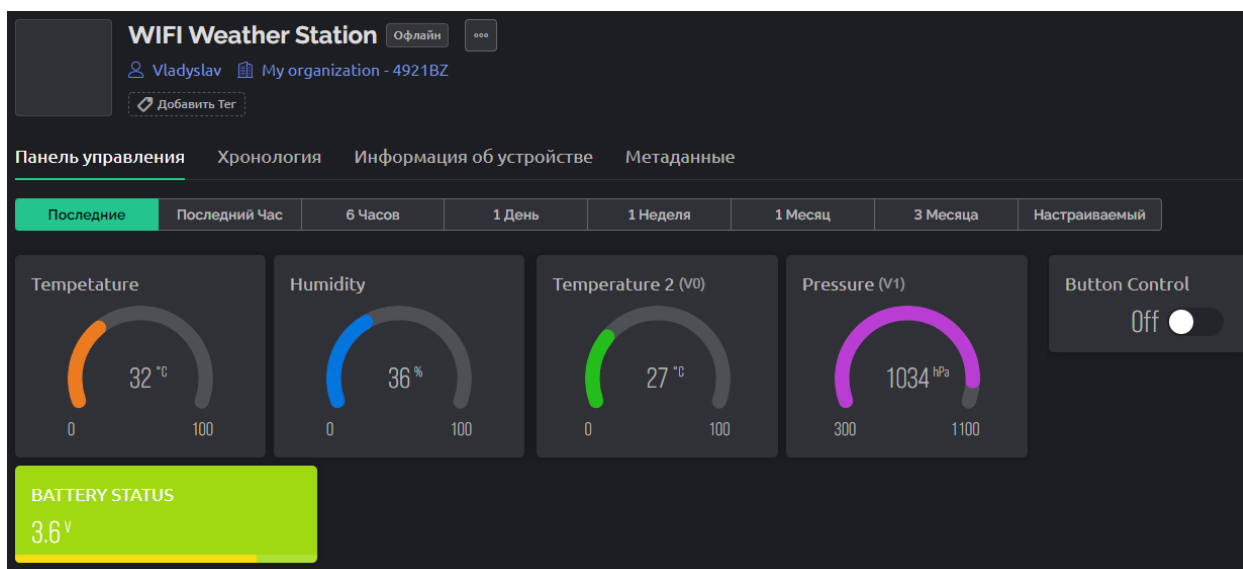 WIFI Weather Station Офлайн
Vladyslav My organization - 4921BZ
Добавить Тег
Панель управления Хронология Информация об устройстве Метаданные
Последние Последний Час 6 Часов 1 День 1 Неделя 1 Месяц 3 Месяца Настраиваемый
Tempetature Humidity Temperature 2 (V0) Pressure (V1) Button Control
Off
32 °C 36 % 27 °C 1034 hPa
0 100 0 100 0 100 300 1100
BATTERY STATUS
3.6 V